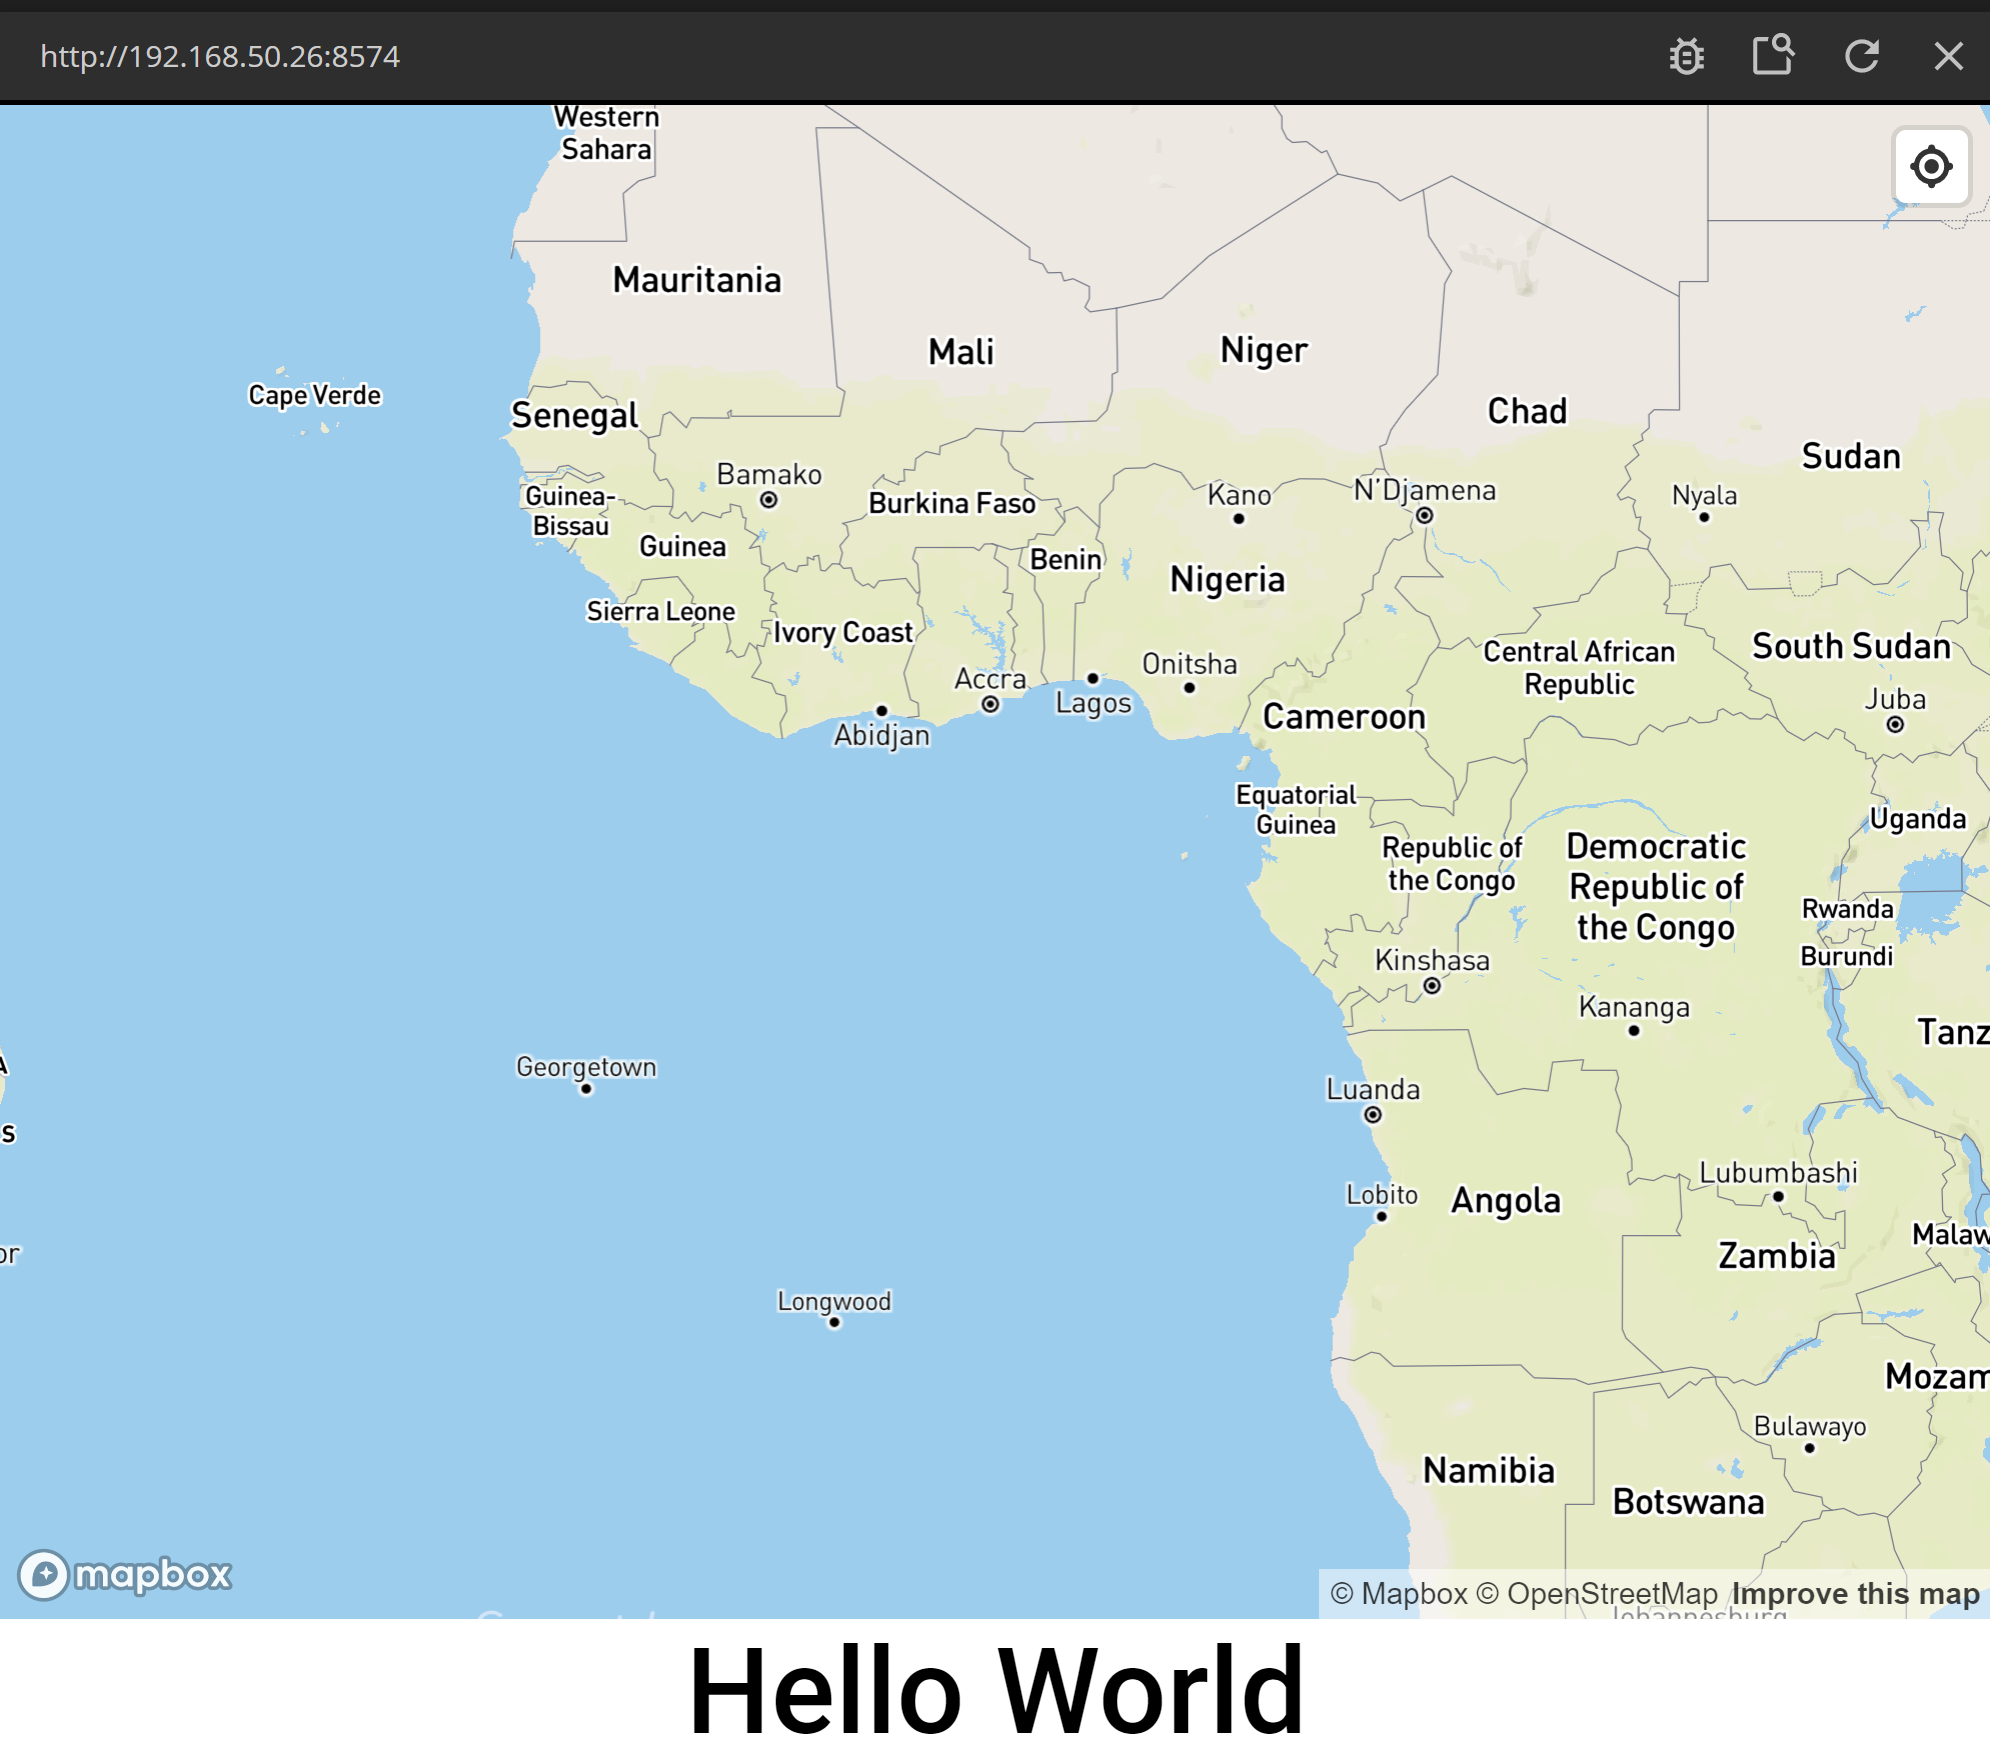 http://192.168.50.26:8574
Western
Sahara
Mauritania
Mali
Niger
Cape Verde
Senegal
Chad
Sudan
Bamako
Guinea-
Bissau
Burkina Faso
Kano
N'Djamena
Nyala
Guinea
Benin
Nigeria
Sierra Leone
Ivory Coast
Central African
Republic
South Sudan
Accra
Onitsha
Lagos
Juba
Abidjan
Cameroon
Equatorial
Guinea
Uganda
Republic of
the Congo
Democratic
Republic of
the Congo
Rwanda
Burundi
Kinshasa
Kananga
Tanz
Georgetown
Luanda
Lubumbashi
Lobito
Angola
Malaw
Zambia
Longwood
Mozam
Bulawayo
Namibia
Botswana
mapbox
© Mapbox © OpenStreetMap Improve this map
Hello World